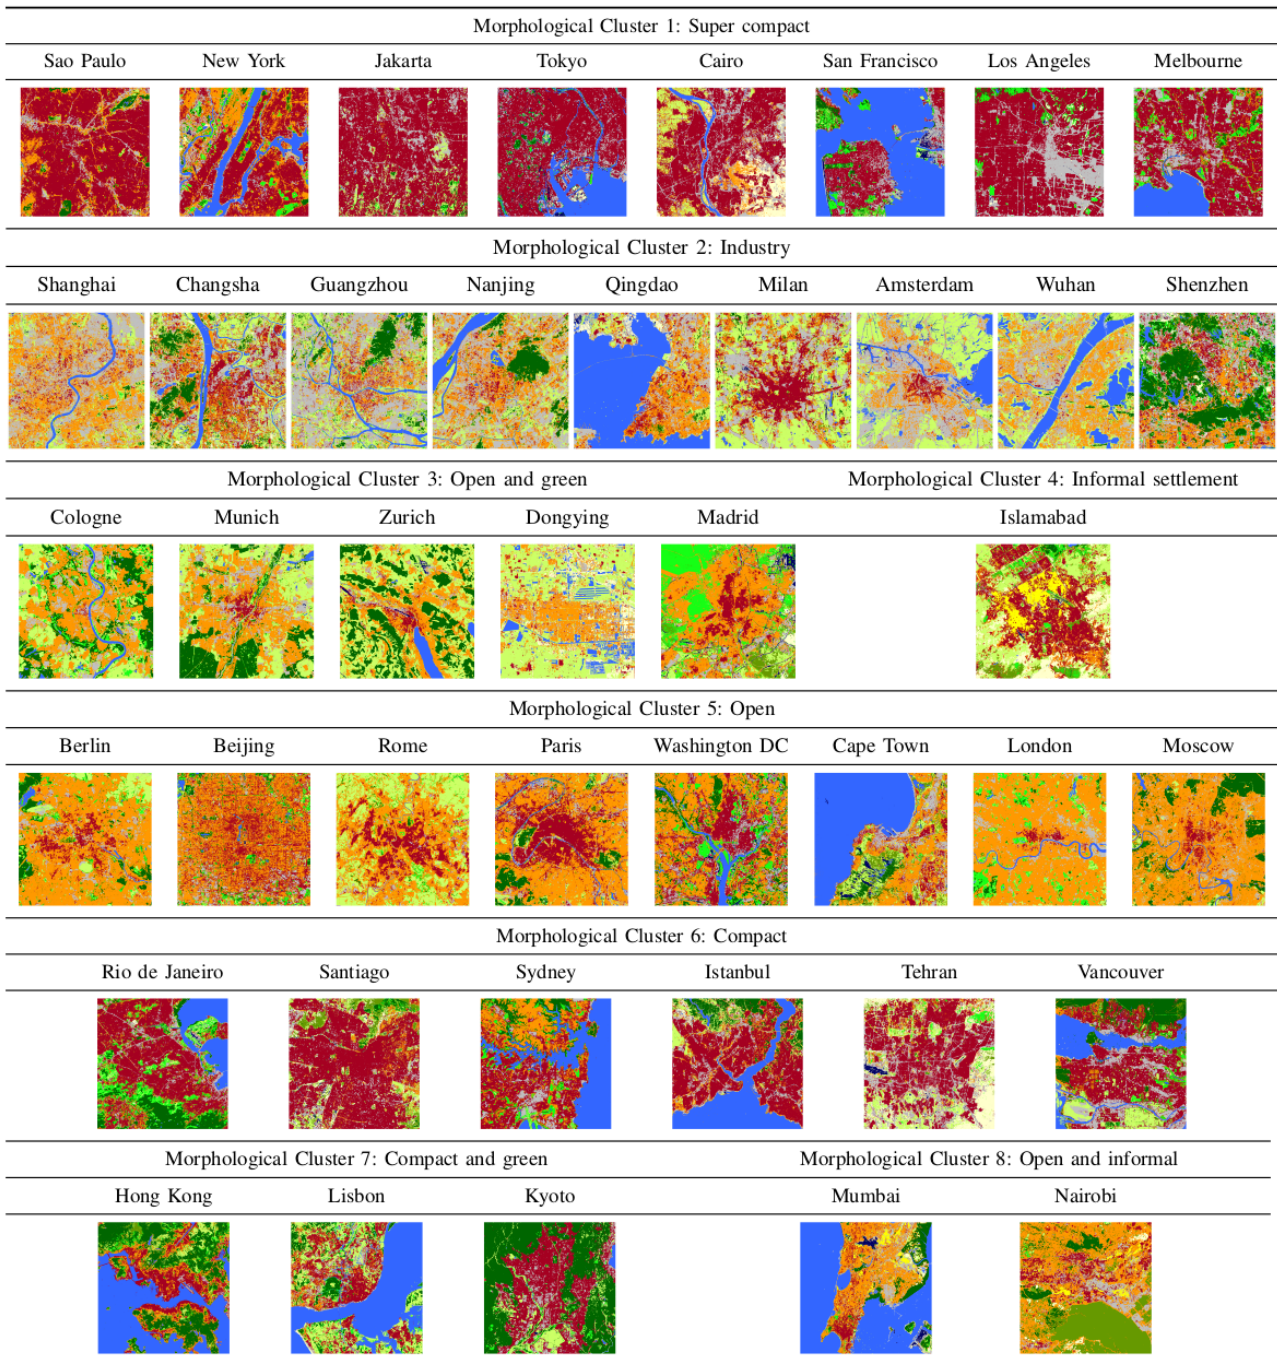 Morphological Cluster 1: Super compact
Sao Paulo New York Jakarta Tokyo Cairo San Francisco Los Angeles Melbourne
Morphological Cluster 2: Industry
Shanghai Changsha Guangzhou Nanjing Qingdao Milan Amsterdam Wuhan Shenzhen
Morphological Cluster 3: Open and green Morphological Cluster 4: Informal settlement
Cologne Munich Zurich Dongying Madrid Islamabad
Morphological Cluster 5: Open
Berlin Beijing Rome Paris Washington DC Cape Town London Moscow
Morphological Cluster 6: Compact
Rio de Janeiro Santiago Sydney Istanbul Tehran Vancouver
Morphological Cluster 7: Compact and green Morphological Cluster 8: Open and informal
Hong Kong Lisbon Kyoto Mumbai Nairobi